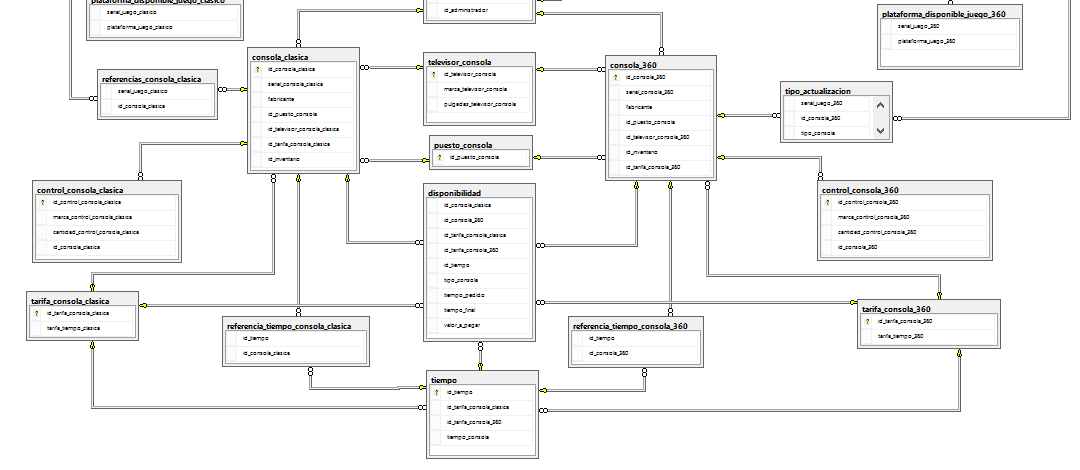 plataforma_disponible_juego_clasico
serial_juego_clasico
plataforma_juego_clasico
id_administrador
plataforma_disponible_juego_360
serial_juego_360
plataforma_juego_360
referencias_consola_clasica
serial_juego_clasico
id_consola_clasica
consola_clasica
id_consola_clasica
serial_consola_clasica
fabricante
id_puesto_consola
id_televisor_consola_clasica
id_tarifa_consola_clasica
id_inventario
televisor_consola
id_televisor_consola
marca_televisor_consola
pulgadas_televisor_consola
puesto_consola
id_puesto_consola
consola_360
id_consola_360
serial_consola_360
fabricante
id_puesto_consola
id_televisor_consola_360
id_inventario
id_tarifa_consola_360
tipo_actualizacion
serial_juego_360
id_consola_360
tipo_consola
control_consola_clasica
id_control_consola_clasica
marca_control_consola_clasica
cantidad_control_consola_clasica
id_consola_clasica
disponibilidad
id_consola_clasica
id_consola_360
id_tarifa_consola_clasica
id_tarifa_consola_360
id_tiempo
tipo_consola
tiempo_pedido
tiempo_final
valor_a_pagar
control_consola_360
id_control_consola_360
marca_control_consola_360
cantidad_control_consola_360
id_consola_360
tarifa_consola_clasica
id_tarifa_consola_clasica
tarifa_tiempo_clasica
referencia_tiempo_consola_clasica
id_tiempo
id_consola_clasica
referencia_tiempo_consola_360
id_tiempo
id_consola_360
tarifa_consola_360
id_tarifa_consola_360
tarifa_tiempo_360
tiempo
id_tiempo
id_tarifa_consola_clasica
id_tarifa_consola_360
tiempo_consola